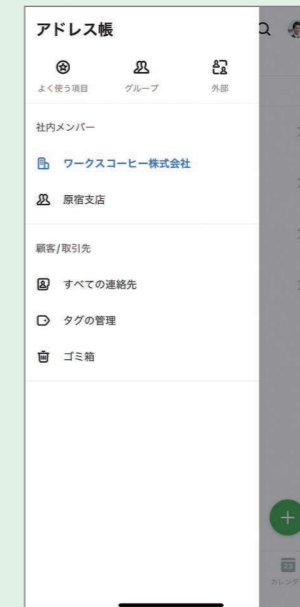 アドレス帳
よく使う項目 グループ 外部
社内メンバー
ワークスコーヒー株式会社
原宿支店
顧客/取引先
すべての連絡先
タグの管理
ゴミ箱
23